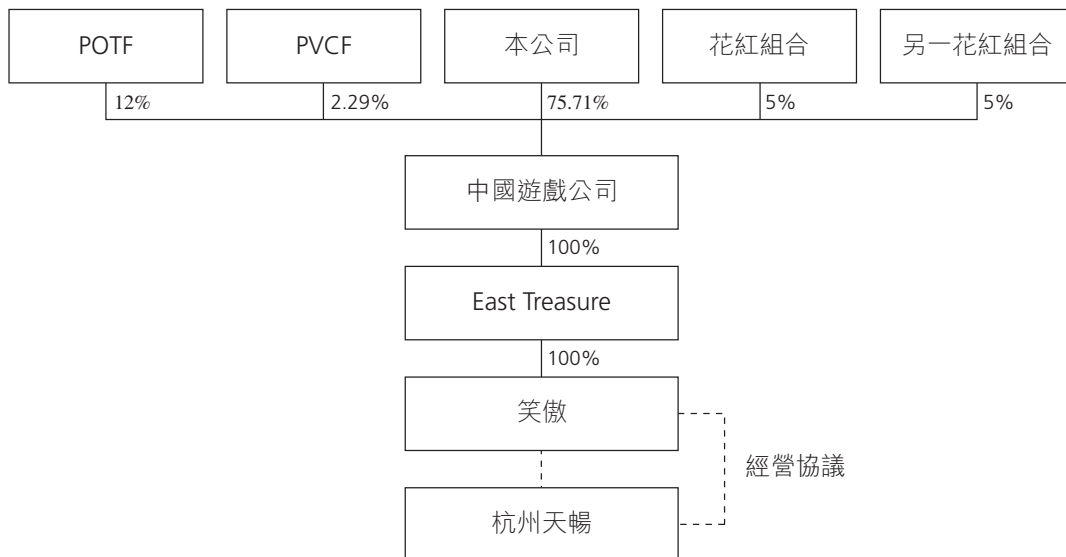 POTF
PVCF
本公司
花紅組合
另一花紅組合
12%
2.29%
75.71%
5%
5%
中國遊戲公司
100%
East Treasure
100%
笑傲
經營協議
杭州天暢